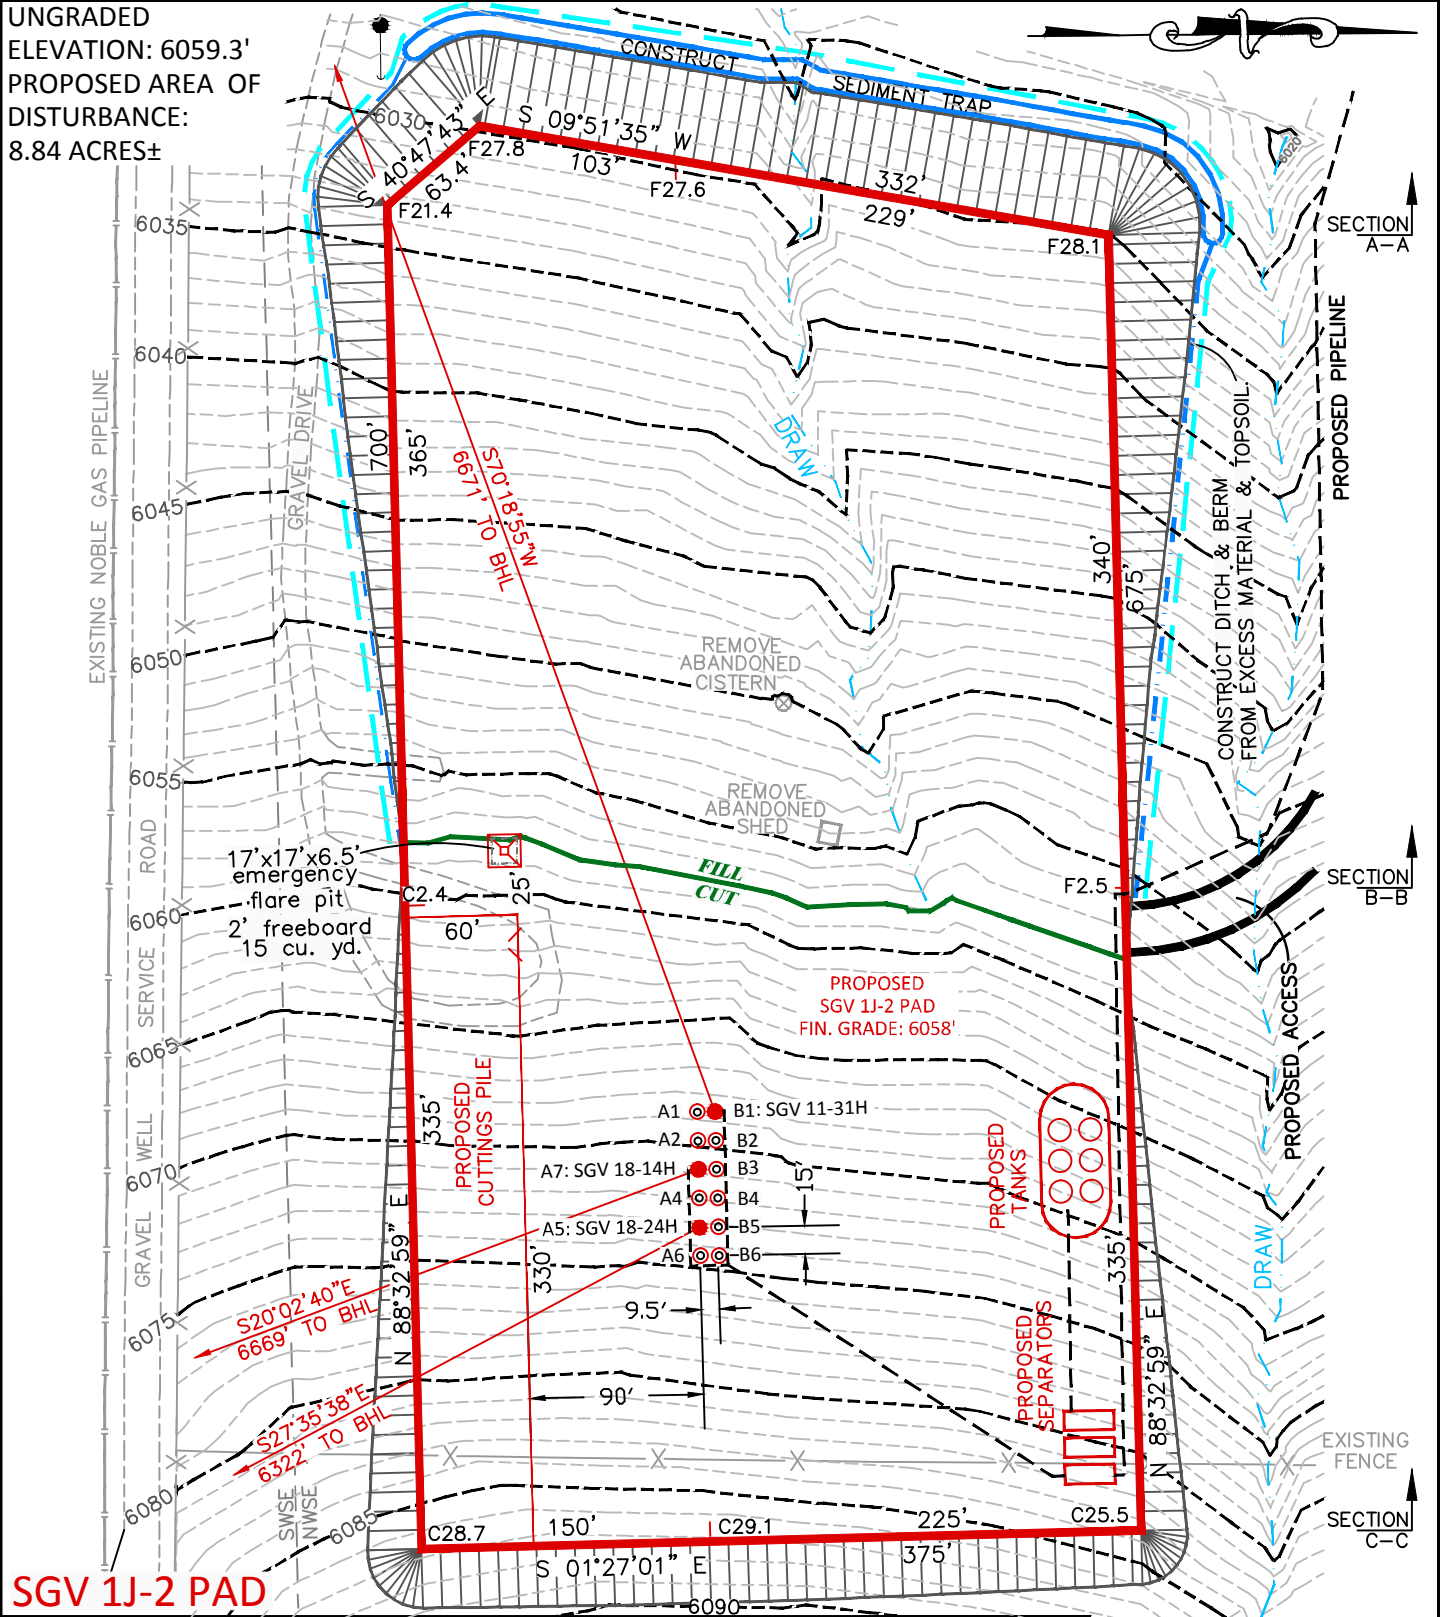 UNGRADED
ELEVATION: 6059.3'
PROPOSED AREA OF
DISTURBANCE:
8.84 ACRES±
CONSTRUCT
SEDIMENT TRAP
6030
S 40°47'43" E
63.4'
S 09°51'35" W
F27.8
103'
F27.6
332'
229'
F21.4
F28.1
6020
SECTION
A-A
6035
6040
6045
6050
6055
6060
6065
6070
6075
6080
6085
6090
EXISTING NOBLE GAS PIPELINE
GRAVEL DRIVE
700'
365'
S70°18'55"W
6671' TO BHL
DRAW
340'
675'
CONSTRUCT DITCH & BERM
FROM EXCESS MATERIAL & TOPSOIL
PROPOSED PIPELINE
REMOVE
ABANDONED
CISTERN
REMOVE
ABANDONED
SHED
17'x17'x6.5'
emergency
flare pit
2' freeboard
15 cu. yd.
C2.4
25'
60'
FILL
CUT
F2.5
SECTION
B-B
PROPOSED
SGV 1J-2 PAD
FIN. GRADE: 6058'
PROPOSED ACCESS
GRAVEL WELL SERVICE ROAD
335'
PROPOSED
CUTTINGS PILE
A1
B1: SGV 11-31H
A2
B2
A7: SGV 18-14H
B3
A4
B4
A5: SGV 18-24H
B5
A6
B6
15'
PROPOSED
TANKS
N 88°32'59" E
330'
335'
DRAW
S20°02'40"E
6669' TO BHL
9.5'
90'
PROPOSED
SEPARATORS
N 88°32'59" E
S27°35'38"E
6322' TO BHL
SWSE
NWSE
EXISTING
FENCE
C28.7
150'
C29.1
225'
C25.5
S 01°27'01" E
375'
SECTION
C-C
SGV 1J-2 PAD